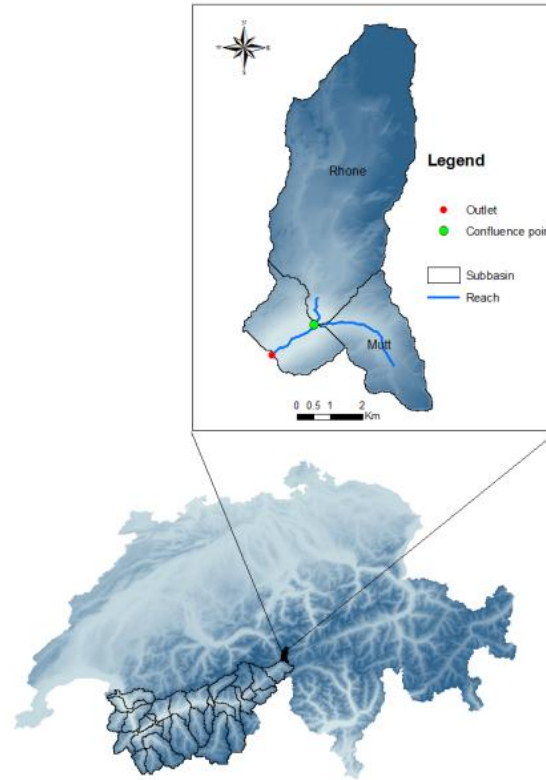 N
W
E
S
Rhone
Mutt
Legend
Outlet
Confluence poin
Subbasin
Reach
0 0.5 1 2
Km